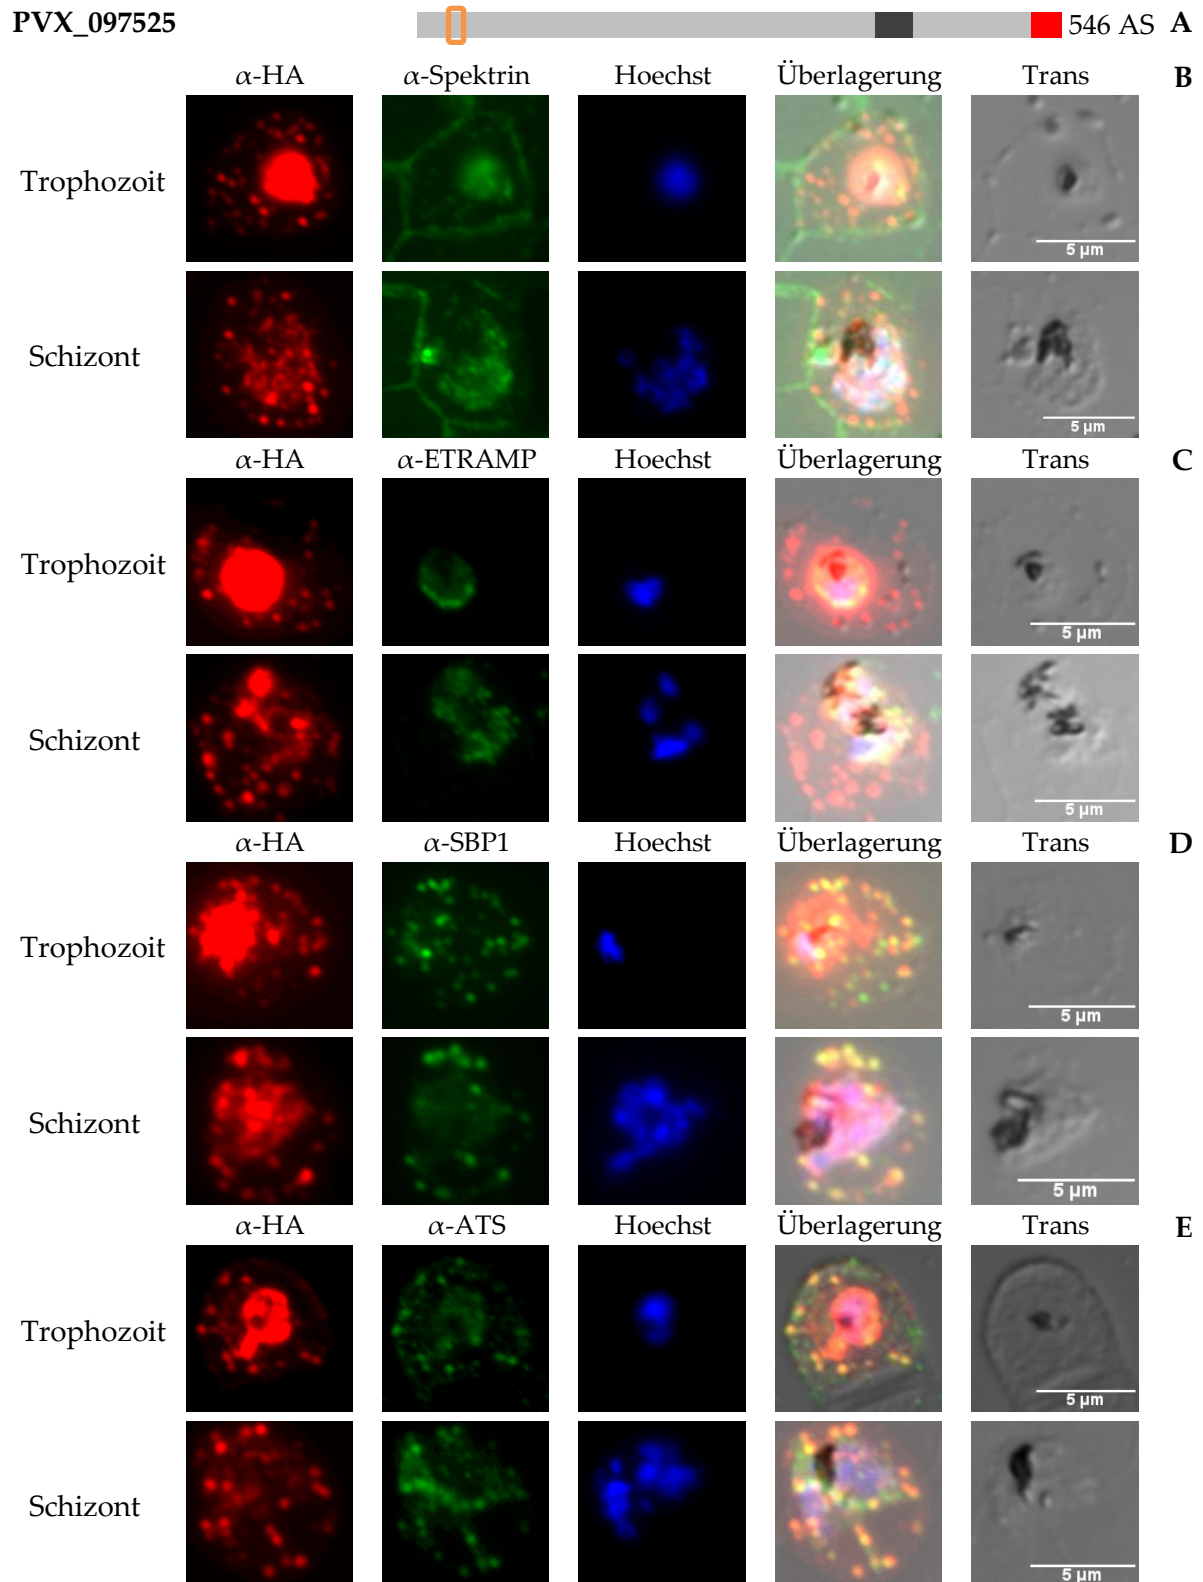 PVX_097525 546 AS A
α-HA α-Spektrin Hoechst Überlagerung Trans B
Trophozoit
5 µm
Schizont
5 µm
α-HA α-ETRAMP Hoechst Überlagerung Trans C
Trophozoit
5 µm
Schizont
5 µm
α-HA α-SBP1 Hoechst Überlagerung Trans D
Trophozoit
5 µm
Schizont
5 µm
α-HA α-ATS Hoechst Überlagerung Trans E
Trophozoit
5 µm
Schizont
5 µm